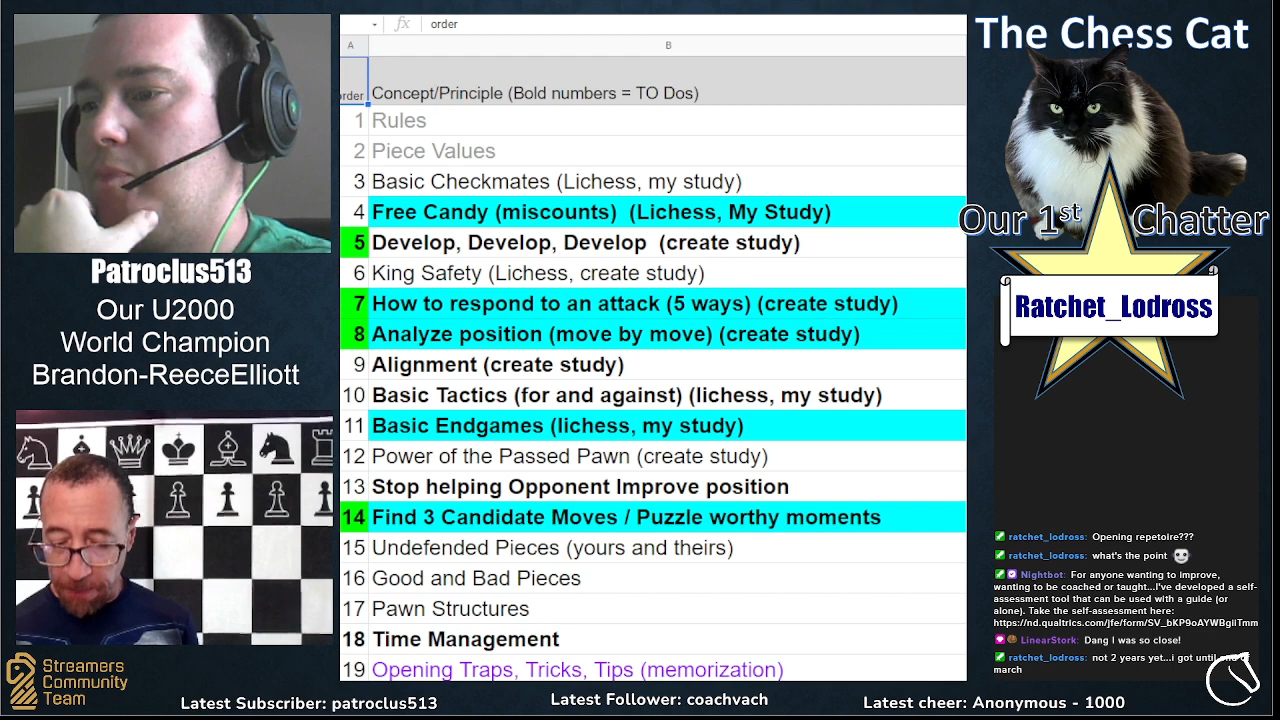 Patroclus513
Our U2000
World Champion
Brandon-ReeceElliott
Streamers
Community
Team
fx order
A B
order Concept/Principle (Bold numbers = TO Dos)
1 Rules
2 Piece Values
3 Basic Checkmates (Lichess, my study)
4 Free Candy (miscounts) (Lichess, My Study)
5 Develop, Develop, Develop (create study)
6 King Safety (Lichess, create study)
7 How to respond to an attack (5 ways) (create study)
8 Analyze position (move by move) (create study)
9 Alignment (create study)
10 Basic Tactics (for and against) (lichess, my study)
11 Basic Endgames (lichess, my study)
12 Power of the Passed Pawn (create study)
13 Stop helping Opponent Improve position
14 Find 3 Candidate Moves / Puzzle worthy moments
15 Undefended Pieces (yours and theirs)
16 Good and Bad Pieces
17 Pawn Structures
18 Time Management
19 Opening Traps, Tricks, Tips (memorization)
The Chess Cat
Our 1st Chatter
Ratchet_Lodross
ratchet_lodross: Opening repetoire???
ratchet_lodross: what's the point
Nightbot: For anyone wanting to improve,
wanting to be coached or taught...I've developed a self-
assessment tool that can be used with a guide (or
alone). Take the self-assessment here:
https://nd.qualtrics.com/jfe/form/SV_bKP9oAYWBgiITmm
LinearStork: Dang I was so close!
ratchet_lodross: not 2 years yet...i got until
march
Latest Subscriber: patroclus513 Latest Follower: coachvach Latest cheer: Anonymous - 1000